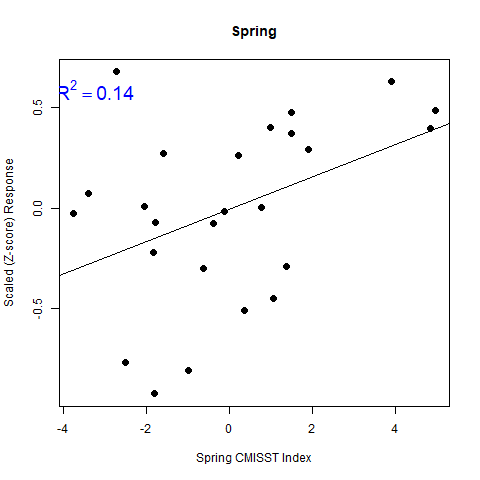 Spring
R² = 0.14
Scaled (Z-score) Response
0.5
0.0
-0.5
-4 -2 0 2 4
Spring CMISST Index